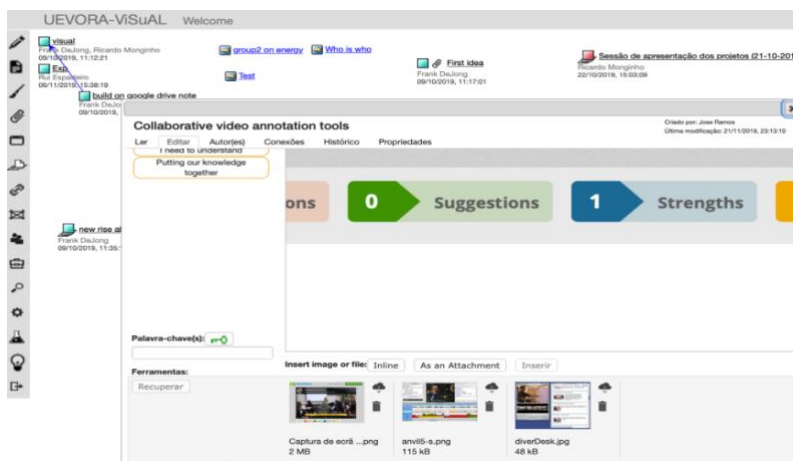 UEVORA-ViSuAL Welcome
visual
Frank DeJong, Ricardo Monginho
09/10/2019, 11:12:21
Exp
Rui Espadeiro
06/11/2019, 15:38:19
group2 on energy
Who is who
Test
First idea
Frank DeJong
09/10/2019, 11:17:01
Sessão de apresentação dos projetos (21-10-201
Ricardo Monginho
22/10/2019, 15:03:09
build on google drive note
Frank DeJo
09/10/2019,
new rise al
Frank DeJong
09/10/2019, 11:35:
Collaborative video annotation tools
Criado por: Jose Ramos
Última modificação: 21/11/2019, 23:13:10
Ler Editar Autor(es) Conexões Histórico Propriedades
I need to understand
Putting our knowledge
together
ons
0 Suggestions
1 Strengths
Palavra-chave(s):
Ferramentas:
Recuperar
Insert image or file: Inline As an Attachment Inserir
Captura de ecrã ...png
2 MB
anvil5-s.png
115 kB
diverDesk.jpg
48 kB